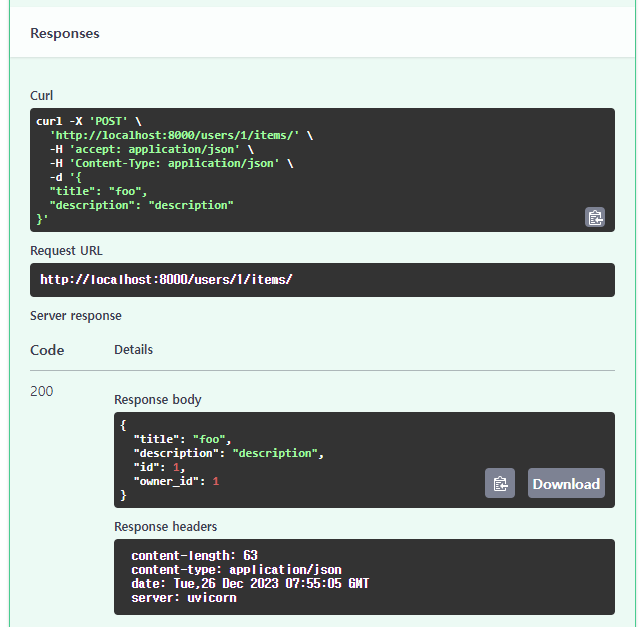 Responses
Curl
curl -X 'POST' \
'http://localhost:8000/users/1/items/' \
-H 'accept: application/json' \
-H 'Content-Type: application/json' \
-d '{
"title": "foo",
"description": "description"
}'
Request URL
http://localhost:8000/users/1/items/
Server response
Code Details
200
Response body
{
"title": "foo",
"description": "description",
"id": 1,
"owner_id": 1
}
Download
Response headers
content-length: 63
content-type: application/json
date: Tue,26 Dec 2023 07:55:05 GMT
server: uvicorn